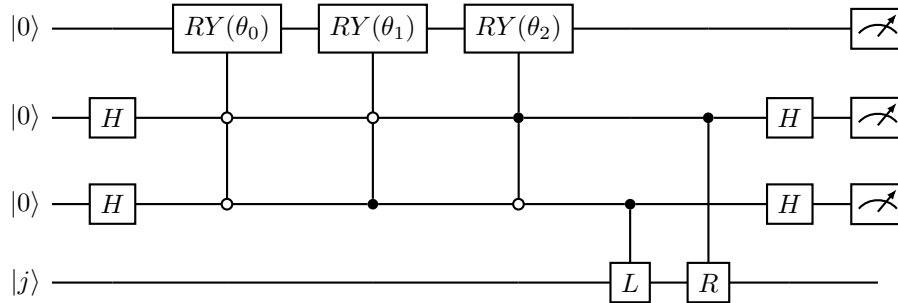 |0⟩ RY(θ₀) RY(θ₁) RY(θ₂)
|0⟩ H H
|0⟩ H H
|j⟩ L R